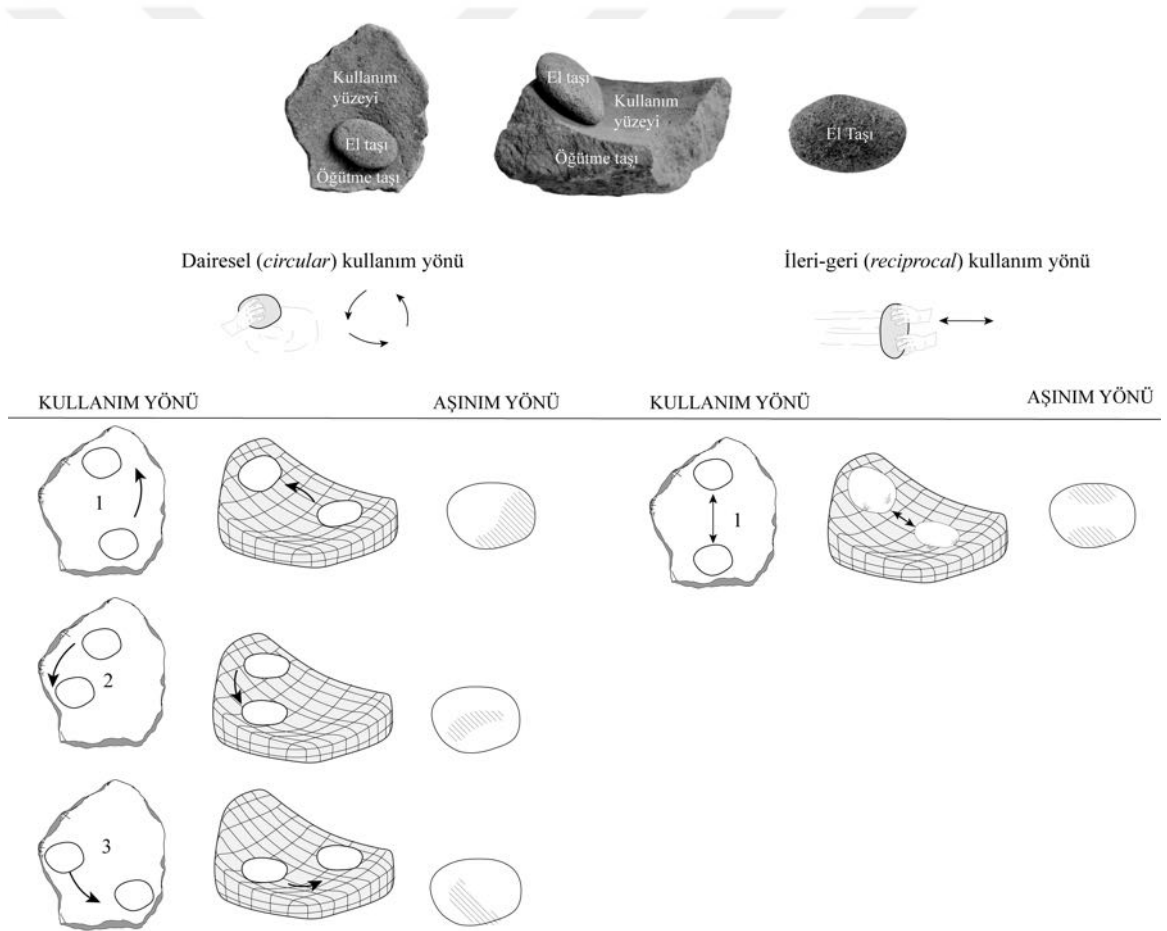 Kullanım
yüzeyi
El taşı
Öğütme taşı
El taşı
Kullanım
yüzeyi
Öğütme taşı
El Taşı
Dairesel (circular) kullanım yönü
İleri-geri (reciprocal) kullanım yönü
KULLANIM YÖNÜ
AŞINIM YÖNÜ
KULLANIM YÖNÜ
AŞINIM YÖNÜ
1
1
2
3